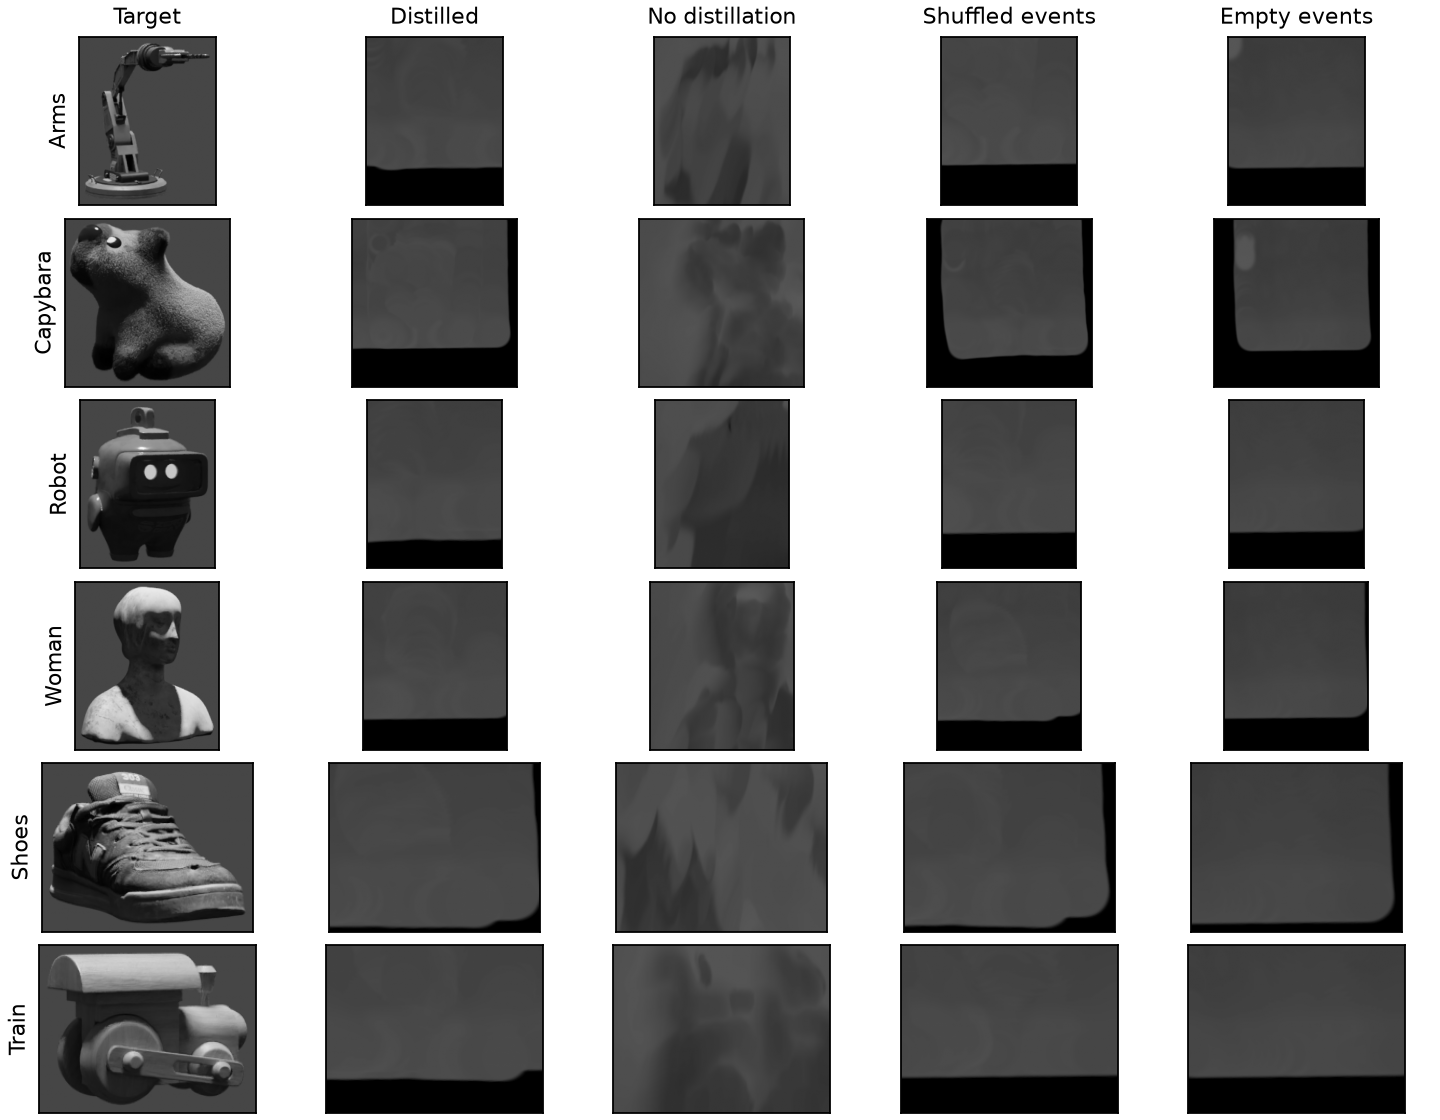 Target Distilled No distillation Shuffled events Empty events
Arms
Capybara
Robot
Woman
Shoes
Train